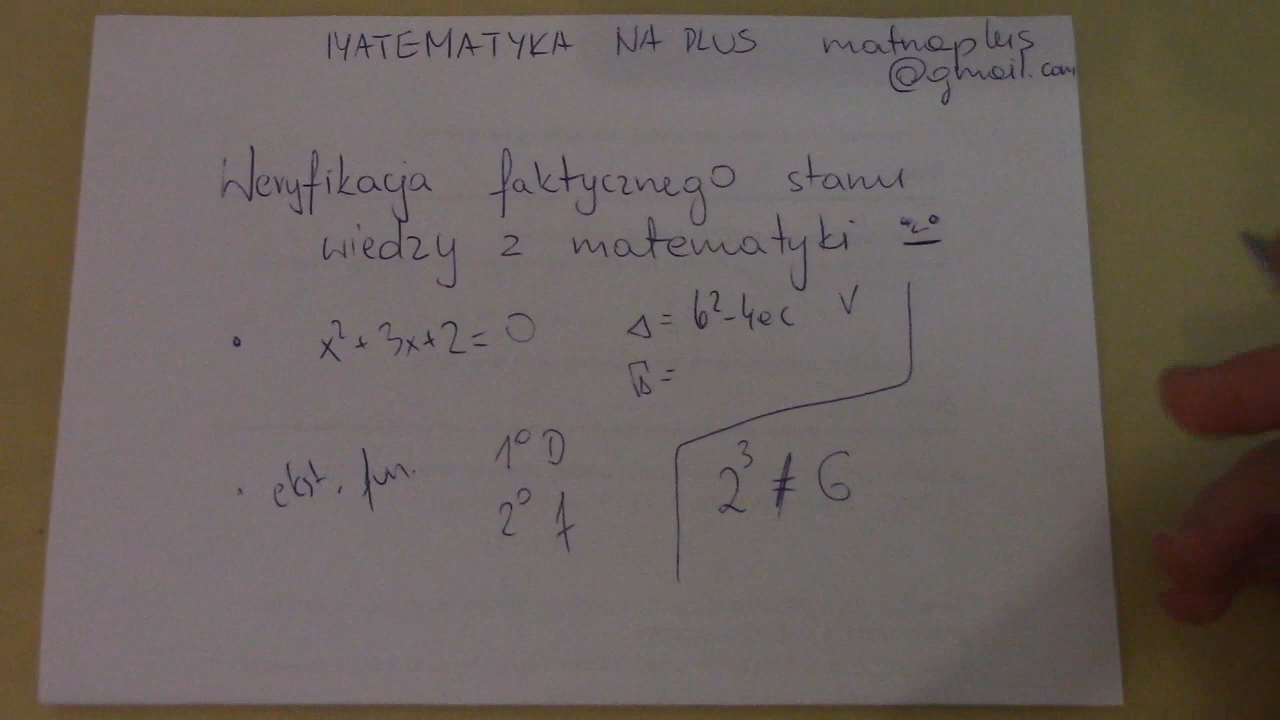 MATEMATYKA NA PLUS matnaplus
@gmail.com
Weryfikacja faktycznego stanu
wiedzy z matematyki
• x²+3x+2=0 Δ= b²-4ac V
√Δ =
• ekst. fun. 1° D
2° f
2³ ≠ 6